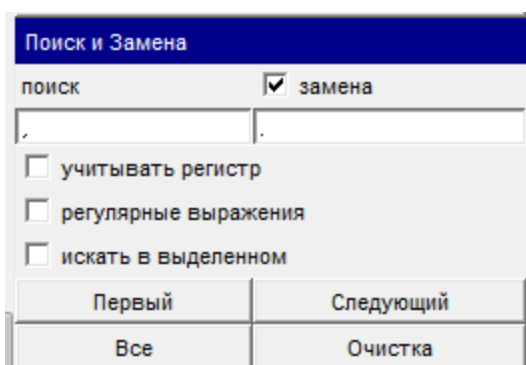 Поиск и Замена
поиск замена
, .
учитывать регистр
регулярные выражения
искать в выделенном
Первый Следующий
Все Очистка